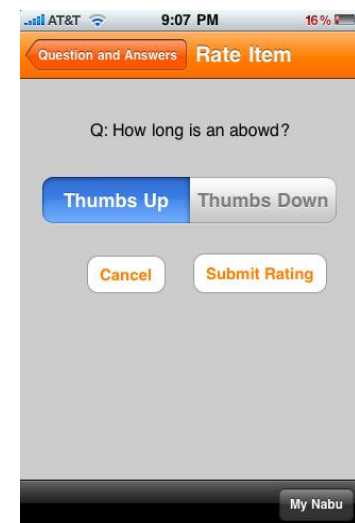 AT&T 9:07 PM 16%
Question and Answers Rate Item
Q: How long is an abowd?
Thumbs Up Thumbs Down
Cancel Submit Rating
My Nabu